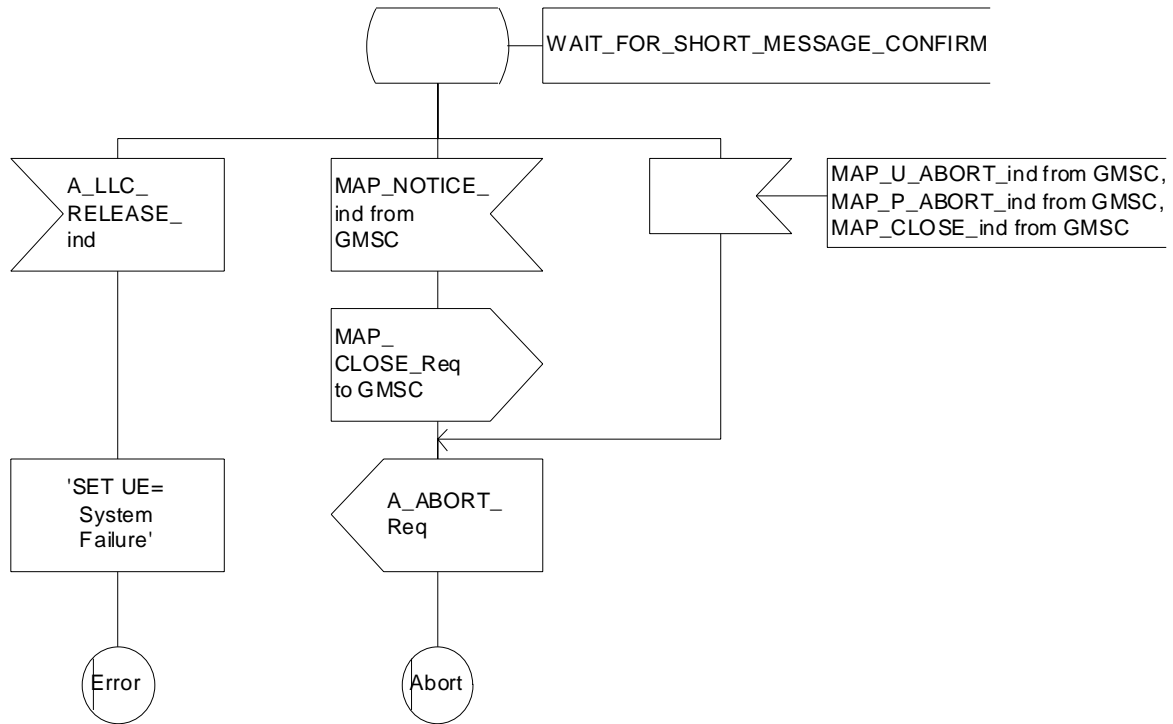 WAIT_FOR_SHORT_MESSAGE_CONFIRM
A_LLC_
RELEASE_
ind
MAP_NOTICE_
ind from
GMSC
MAP_U_ABORT_ind from GMSC,
MAP_P_ABORT_ind from GMSC,
MAP_CLOSE_ind from GMSC
MAP_
CLOSE_Req
to GMSC
'SET UE=
System
Failure'
A_ABORT_
Req
Error
Abort